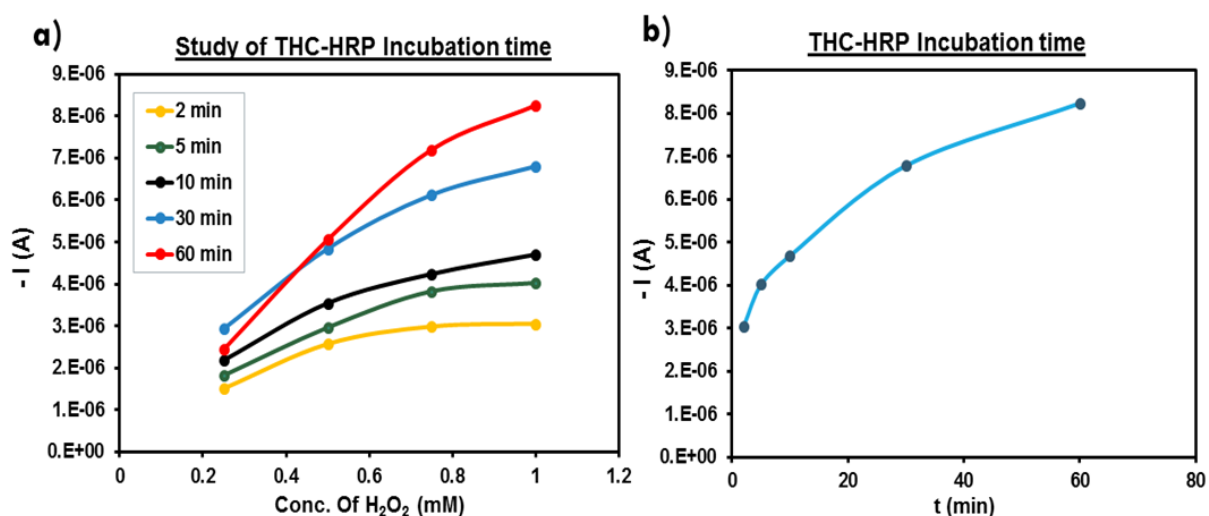 a)
Study of THC-HRP Incubation time
9.E-06
8.E-06
7.E-06
6.E-06
5.E-06
4.E-06
3.E-06
2.E-06
1.E-06
0.E+00
- I (A)
2 min
5 min
10 min
30 min
60 min
0
0.2
0.4
0.6
0.8
1
1.2
Conc. Of H₂O₂ (mM)
b)
THC-HRP Incubation time
9.E-06
8.E-06
7.E-06
6.E-06
5.E-06
4.E-06
3.E-06
2.E-06
1.E-06
0.E+00
- I (A)
0
20
40
60
80
t (min)